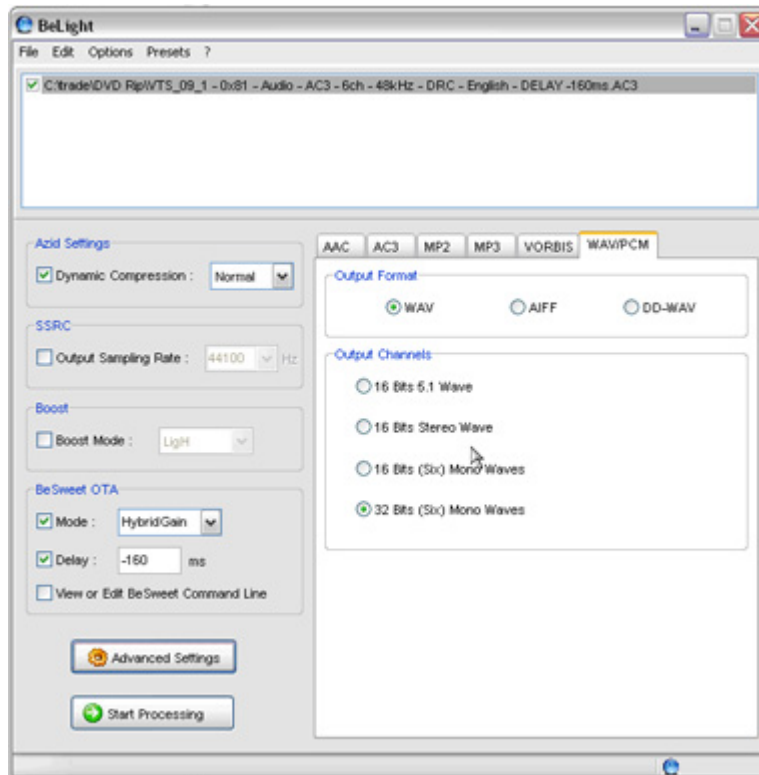 BeLight
File Edit Options Presets ?
C:\trade\DVD Rip\VTS_09_1 - 0x81 - Audio - AC3 - 6ch - 48kHz - DRC - English - DELAY -160ms.AC3
Azid Settings
Dynamic Compression : Normal
SSRC
Output Sampling Rate : 44100 Hz
Boost
Boost Mode : LigH
BeSweet OTA
Mode : HybridGain
Delay : -160 ms
View or Edit BeSweet Command Line
Advanced Settings
Start Processing
AAC AC3 MP2 MP3 VORBIS WAV/PCM
Output Format
WAV AIFF DD-WAV
Output Channels
16 Bits 5.1 Wave
16 Bits Stereo Wave
16 Bits (Six) Mono Waves
32 Bits (Six) Mono Waves